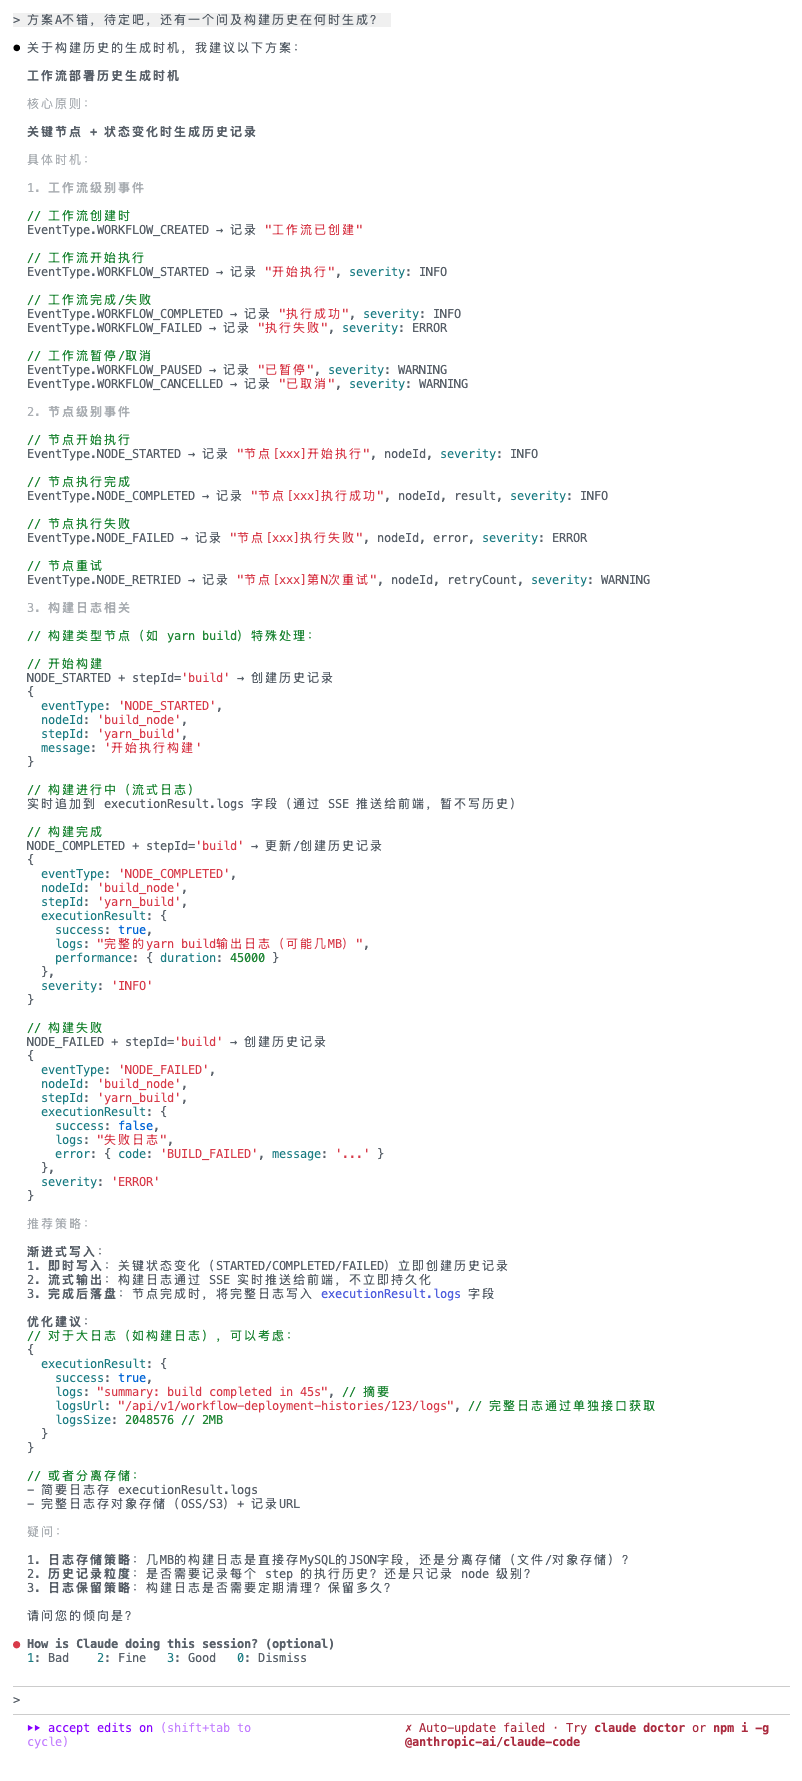 > 方案A不错，待定吧，还有一个问及构建历史在何时生成？
● 关于构建历史的生成时机，我建议以下方案：
工作流部署历史生成时机
核心原则：
关键节点 + 状态变化时生成历史记录
具体时机：
1. 工作流级别事件
// 工作流创建时
EventType.WORKFLOW_CREATED → 记录 "工作流已创建"
// 工作流开始执行
EventType.WORKFLOW_STARTED → 记录 "开始执行", severity: INFO
// 工作流完成/失败
EventType.WORKFLOW_COMPLETED → 记录 "执行成功", severity: INFO
EventType.WORKFLOW_FAILED → 记录 "执行失败", severity: ERROR
// 工作流暂停/取消
EventType.WORKFLOW_PAUSED → 记录 "已暂停", severity: WARNING
EventType.WORKFLOW_CANCELLED → 记录 "已取消", severity: WARNING
2. 节点级别事件
// 节点开始执行
EventType.NODE_STARTED → 记录 "节点[xxx]开始执行", nodeId, severity: INFO
// 节点执行完成
EventType.NODE_COMPLETED → 记录 "节点[xxx]执行成功", nodeId, result, severity: INFO
// 节点执行失败
EventType.NODE_FAILED → 记录 "节点[xxx]执行失败", nodeId, error, severity: ERROR
// 节点重试
EventType.NODE_RETRIED → 记录 "节点[xxx]第N次重试", nodeId, retryCount, severity: WARNING
3. 构建日志相关
// 构建类型节点（如 yarn build）特殊处理：
// 开始构建
NODE_STARTED + stepId='build' → 创建历史记录
{
eventType: 'NODE_STARTED',
nodeId: 'build_node',
stepId: 'yarn_build',
message: '开始执行构建'
}
// 构建进行中（流式日志）
实时追加到 executionResult.logs 字段（通过 SSE 推送给前端，暂不写历史）
// 构建完成
NODE_COMPLETED + stepId='build' → 更新/创建历史记录
{
eventType: 'NODE_COMPLETED',
nodeId: 'build_node',
stepId: 'yarn_build',
executionResult: {
success: true,
logs: "完整的yarn build输出日志（可能几MB）",
performance: { duration: 45000 }
},
severity: 'INFO'
}
// 构建失败
NODE_FAILED + stepId='build' → 创建历史记录
{
eventType: 'NODE_FAILED',
nodeId: 'build_node',
stepId: 'yarn_build',
executionResult: {
success: false,
logs: "失败日志",
error: { code: 'BUILD_FAILED', message: '...' }
},
severity: 'ERROR'
}
推荐策略：
渐进式写入：
1. 即时写入：关键状态变化（STARTED/COMPLETED/FAILED）立即创建历史记录
2. 流式输出：构建日志通过 SSE 实时推送给前端，不立即持久化
3. 完成后落盘：节点完成时，将完整日志写入 executionResult.logs 字段
优化建议：
// 对于大日志（如构建日志），可以考虑：
{
executionResult: {
success: true,
logs: "summary: build completed in 45s", // 摘要
logsUrl: "/api/v1/workflow-deployment-histories/123/logs", // 完整日志通过单独接口获取
logsSize: 2048576 // 2MB
}
}
// 或者分离存储：
- 简要日志存 executionResult.logs
- 完整日志存对象存储（OSS/S3）+ 记录URL
疑问：
1. 日志存储策略：几MB的构建日志是直接存MySQL的JSON字段，还是分离存储（文件/对象存储）？
2. 历史记录粒度：是否需要记录每个 step 的执行历史？还是只记录 node 级别？
3. 日志保留策略：构建日志是否需要定期清理？保留多久？
请问您的倾向是？
● How is Claude doing this session? (optional)
1: Bad 2: Fine 3: Good 0: Dismiss
>
⏵⏵ accept edits on (shift+tab to
cycle)
✗ Auto-update failed · Try claude doctor or npm i -g
@anthropic-ai/claude-code